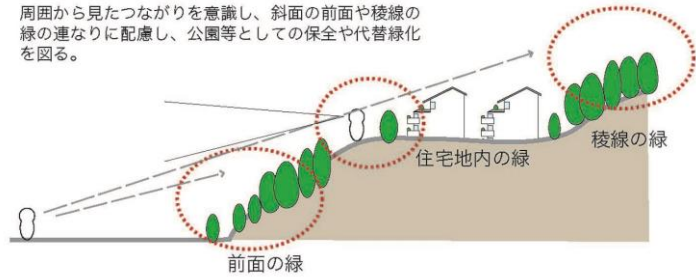 周囲から見たつながりを意識し、斜面の前面や稜線の
緑の連なりに配慮し、公園等としての保全や代替緑化
を図る。
稜線の緑
住宅地内の緑
前面の緑